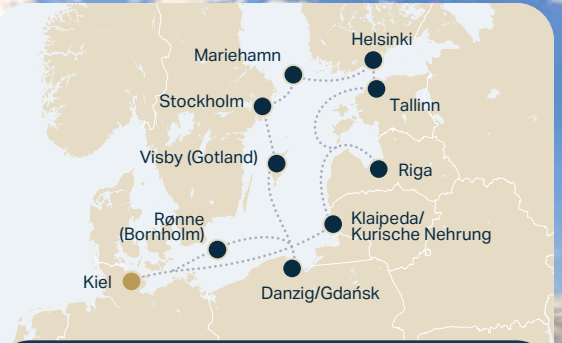 Helsinki
Mariehamn
Stockholm
Tallinn
Visby (Gotland)
Riga
Rønne
(Bornholm)
Klaipeda/
Kurische Nehrung
Kiel
Danzig/Gdańsk